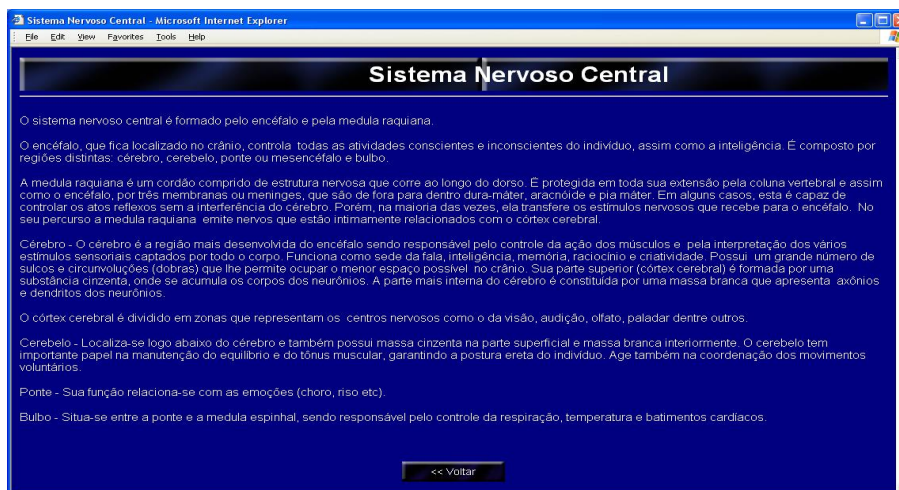 Sistema Nervoso Central - Microsoft Internet Explorer
File Edit View Favorites Tools Help
Sistema Nervoso Central
O sistema nervoso central é formado pelo encéfalo e pela medula raquiana.
O encéfalo, que fica localizado no crânio, controla todas as atividades conscientes e inconscientes do indivíduo, assim como a inteligência. É composto por
regiões distintas: cérebro, cerebelo, ponte ou mesencéfalo e bulbo.
A medula raquiana é um cordão comprido de estrutura nervosa que corre ao longo do dorso. É protegida em toda sua extensão pela coluna vertebral e assim
como o encéfalo, por três membranas ou meninges, que são de fora para dentro dura-máter, aracnóide e pia máter. Em alguns casos, esta é capaz de
controlar os atos reflexos sem a interferência do cérebro. Porém, na maioria das vezes, ela transfere os estímulos nervosos que recebe para o encéfalo. No
seu percurso a medula raquiana emite nervos que estão intimamente relacionados com o córtex cerebral.
Cérebro - O cérebro é a região mais desenvolvida do encéfalo sendo responsável pelo controle da ação dos músculos e pela interpretação dos vários
estímulos sensoriais captados por todo o corpo. Funciona como sede da fala, inteligência, memória, raciocínio e criatividade. Possui um grande número de
sulcos e circunvoluções (dobras) que lhe permite ocupar o menor espaço possível no crânio. Sua parte superior (córtex cerebral) é formada por uma
substância cinzenta, onde se acumula os corpos dos neurônios. A parte mais interna do cérebro é constituída por uma massa branca que apresenta axônios
e dendritos dos neurônios.
O córtex cerebral é dividido em zonas que representam os centros nervosos como o da visão, audição, olfato, paladar dentre outros.
Cerebelo - Localiza-se logo abaixo do cérebro e também possui massa cinzenta na parte superficial e massa branca interiormente. O cerebelo tem
importante papel na manutenção do equilíbrio e do tônus muscular, garantindo a postura ereta do indivíduo. Age também na coordenação dos movimentos
voluntários.
Ponte - Sua função relaciona-se com as emoções (choro, riso etc).
Bulbo - Situa-se entre a ponte e a medula espinhal, sendo responsável pelo controle da respiração, temperatura e batimentos cardíacos.
<< Voltar